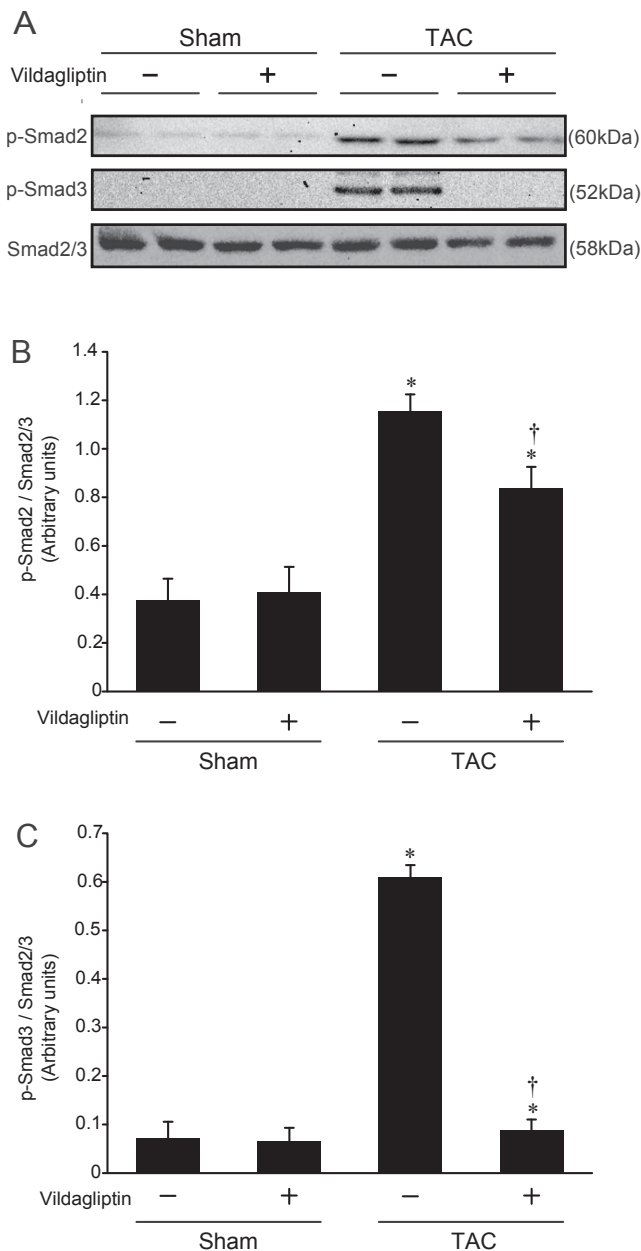 A
Sham TAC
Vildagliptin − + − +
p-Smad2 (60kDa)
p-Smad3 (52kDa)
Smad2/3 (58kDa)
B
p-Smad2 / Smad2/3
(Arbitrary units)
1.4
1.2
1.0
0.8
0.6
0.4
0.2
0
*
†
*
Vildagliptin − + − +
Sham TAC
C
p-Smad3 / Smad2/3
(Arbitrary units)
0.7
0.6
0.5
0.4
0.3
0.2
0.1
0
*
†
*
Vildagliptin − + − +
Sham TAC